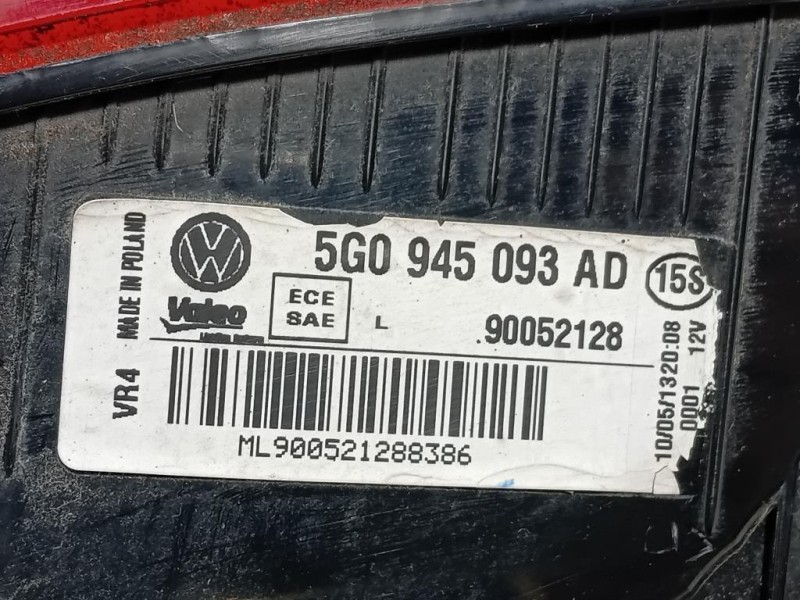 MADE IN POLAND
VR4
5G0 945 093 AD
15S
Valeo
ECE
SAE
L
.90052128
ML900521288386
10/05/1320:08
0001 12V